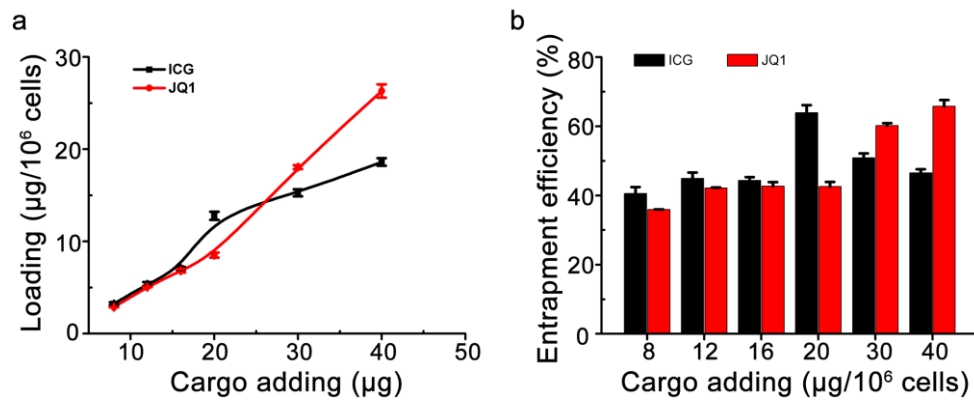 a
Loading (µg/10⁶ cells)
30
20
10
0
ICG
JQ1
10 20 30 40 50
Cargo adding (µg)
b
Entrapment efficiency (%)
80
60
40
20
0
ICG JQ1
8 12 16 20 30 40
Cargo adding (µg/10⁶ cells)